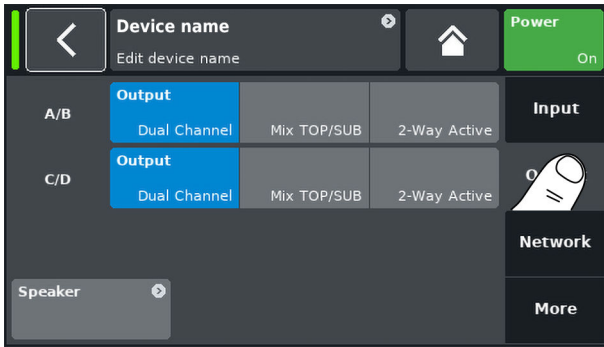 Device name
Edit device name
Power
On
A/B
Output
Dual Channel
Mix TOP/SUB
2-Way Active
Input
C/D
Output
Dual Channel
Mix TOP/SUB
2-Way Active
Network
Speaker
More